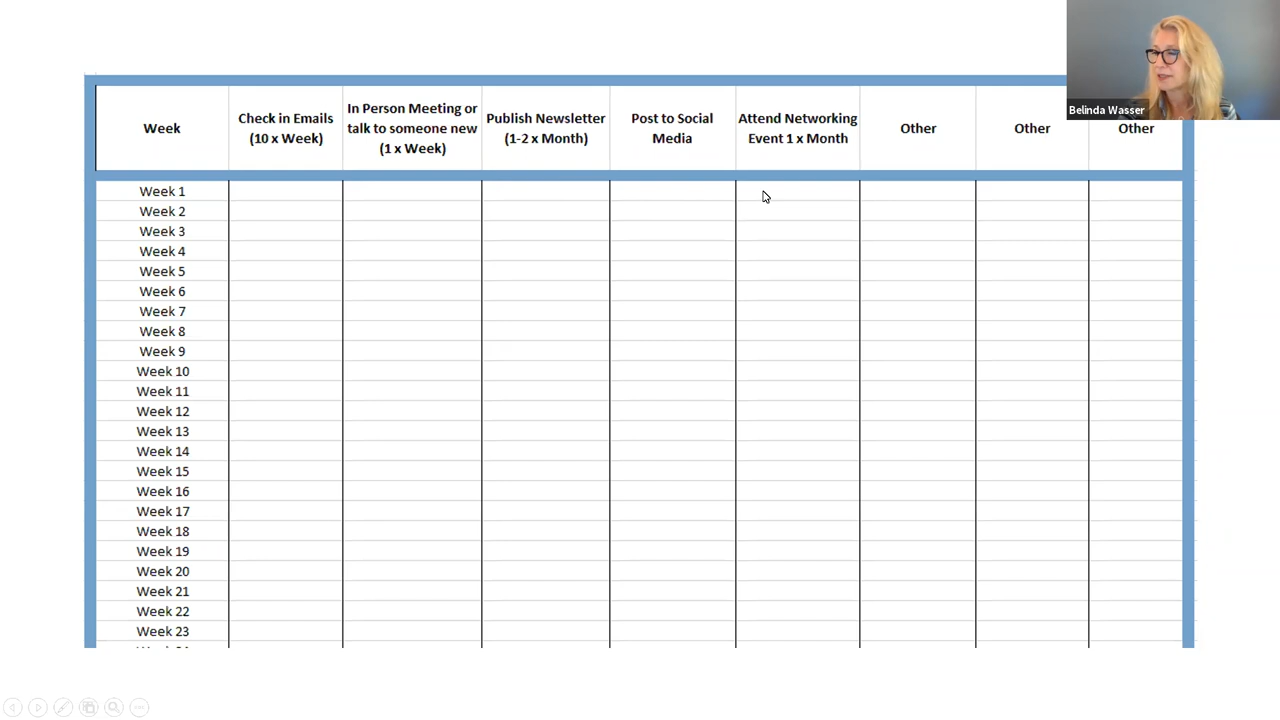 Belinda Wasser
Week
Check in Emails
(10 x Week)
In Person Meeting or
talk to someone new
(1 x Week)
Publish Newsletter
(1-2 x Month)
Post to Social
Media
Attend Networking
Event 1 x Month
Other
Other
Other
Week 1
Week 2
Week 3
Week 4
Week 5
Week 6
Week 7
Week 8
Week 9
Week 10
Week 11
Week 12
Week 13
Week 14
Week 15
Week 16
Week 17
Week 18
Week 19
Week 20
Week 21
Week 22
Week 23